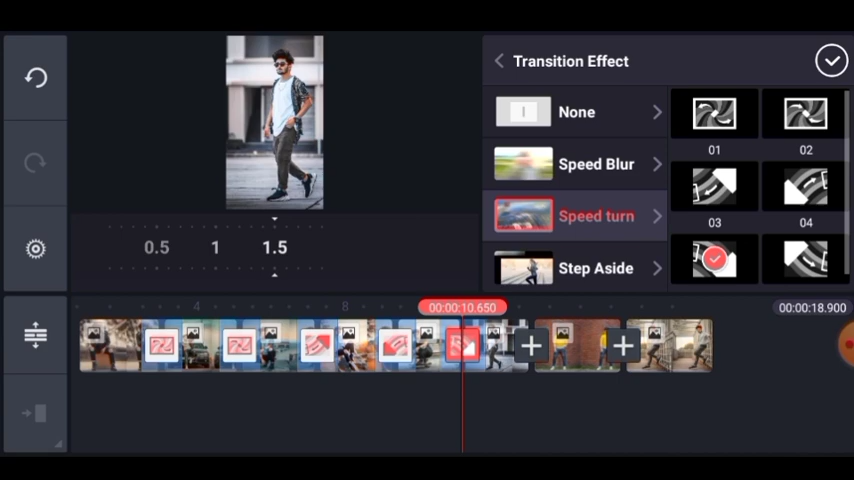 Transition Effect
None
Speed Blur
Speed turn
Step Aside
01
02
03
04
0.5
1
1.5
4
8
00:00:10.650
00:00:18.900